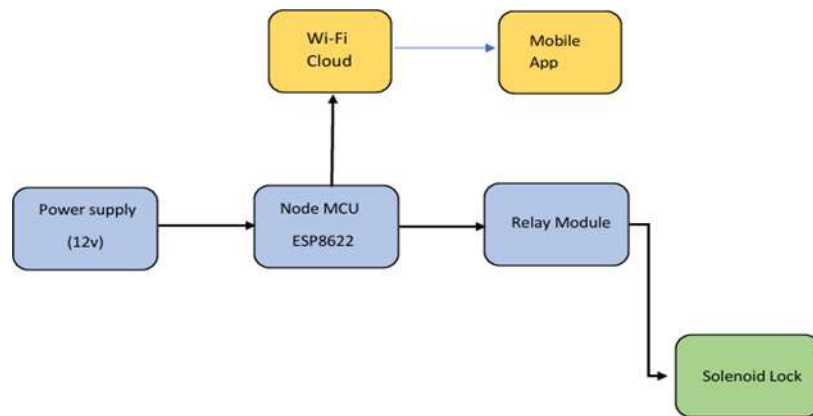 Wi-Fi
Cloud
Mobile
App
Power supply
(12v)
Node MCU
ESP8622
Relay Module
Solenoid Lock